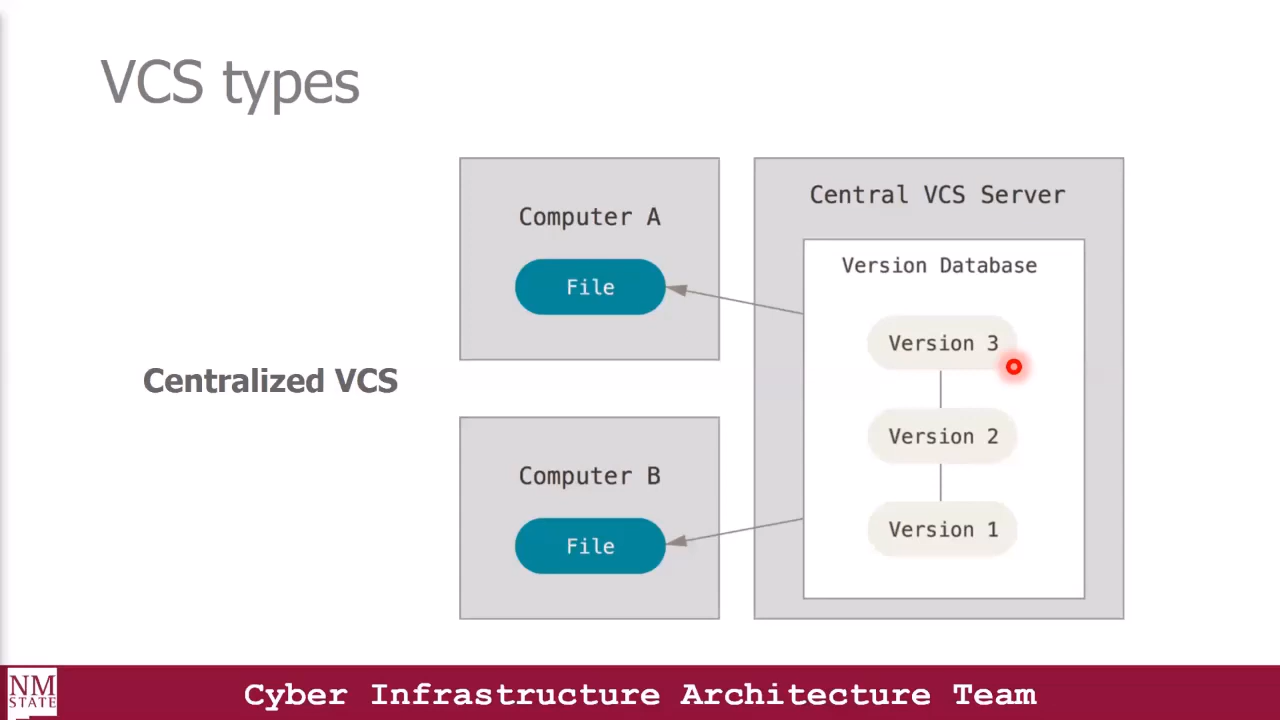 VCS types
Centralized VCS
Computer A
File
Computer B
File
Central VCS Server
Version Database
Version 3
Version 2
Version 1
NM
STATE
Cyber Infrastructure Architecture Team